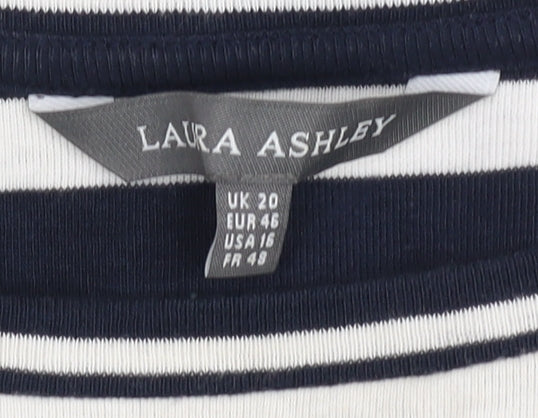 LAURA ASHLEY
UK 20
EUR 46
USA 16
FR 48